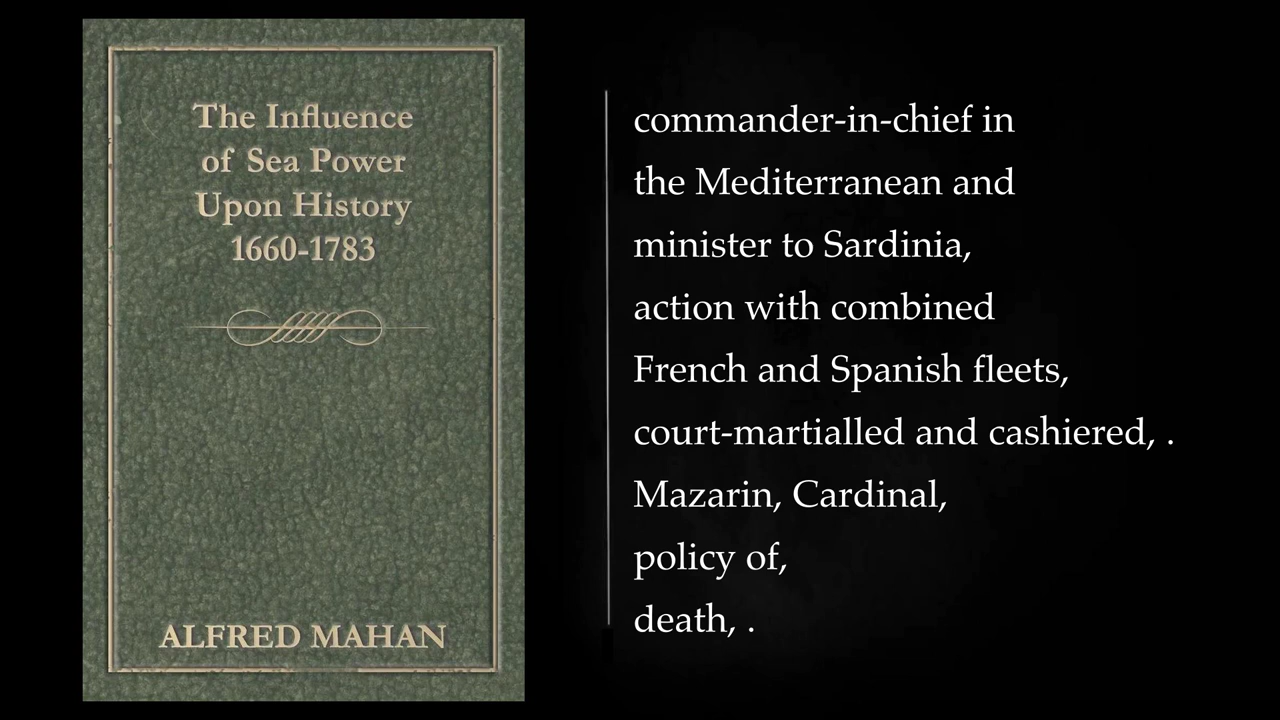 The Influence
of Sea Power
Upon History
1660-1783
ALFRED MAHAN
commander-in-chief in
the Mediterranean and
minister to Sardinia,
action with combined
French and Spanish fleets,
court-martialled and cashiered, .
Mazarin, Cardinal,
policy of,
death, .